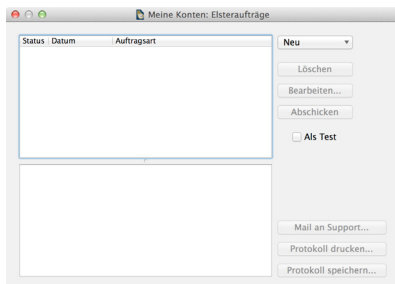 Meine Konten: Elsteraufträge
Status Datum Auftragsart
Neu
Löschen
Bearbeiten...
Abschicken
Als Test
Mail an Support...
Protokoll drucken...
Protokoll speichern...